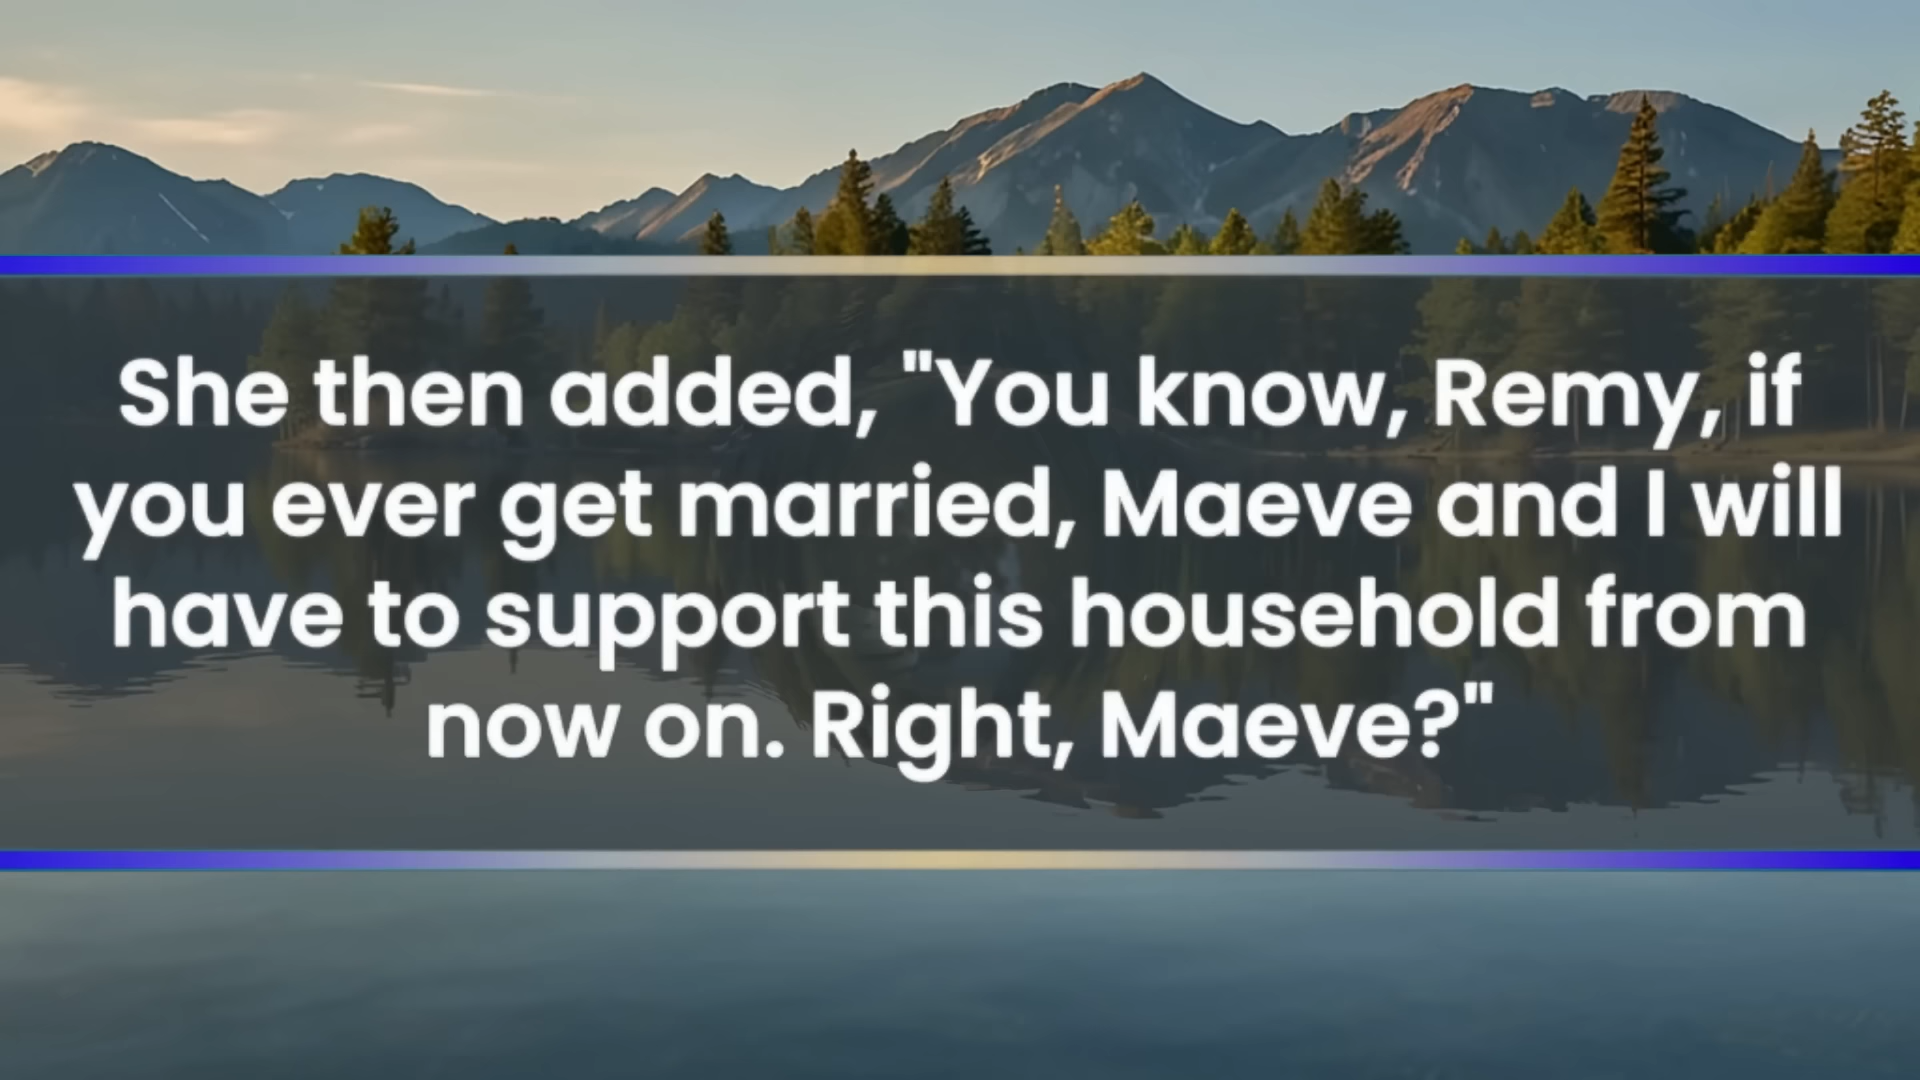 She then added, "You know, Remy, if
you ever get married, Maeve and I will
have to support this household from
now on. Right, Maeve?"